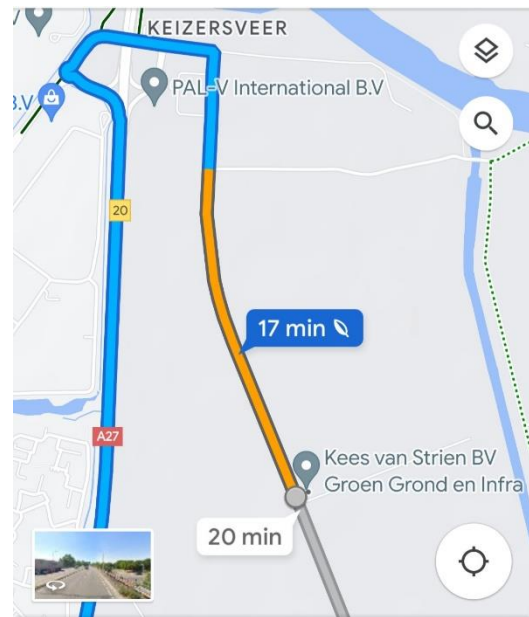 KEIZERSVEER
PAL-V International B.V
B.V
20
17 min
A27
Kees van Strien BV
Groen Grond en Infra
20 min